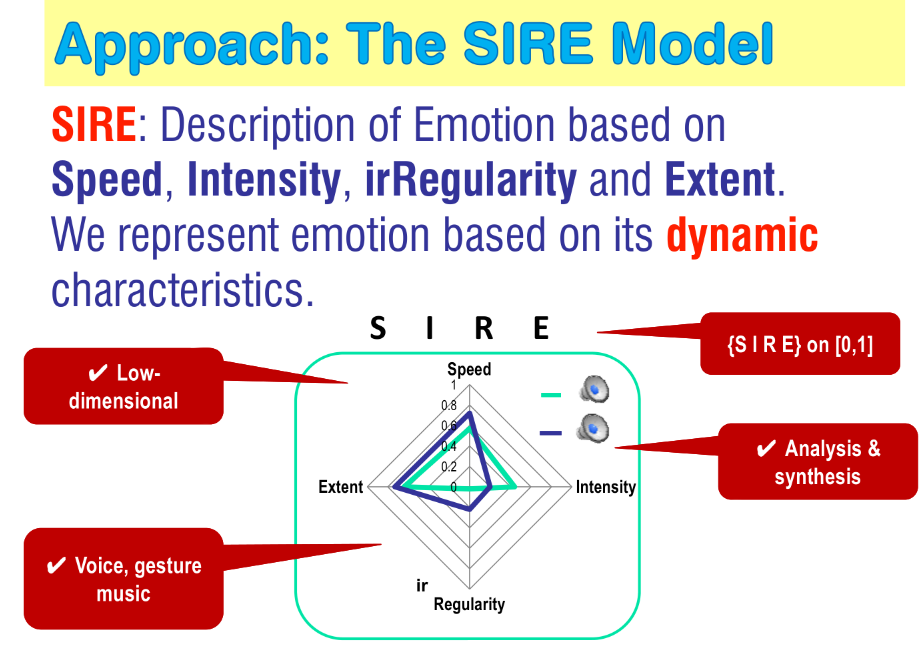 Approach: The SIRE Model
SIRE: Description of Emotion based on
Speed, Intensity, irRegularity and Extent.
We represent emotion based on its dynamic
characteristics.
S I R E
{S I R E} on [0,1]
✔ Low-
dimensional
Speed
1
0.8
0.6
0.4
0.2
0
Extent
Intensity
✔ Analysis &
synthesis
✔ Voice, gesture
music
ir
Regularity